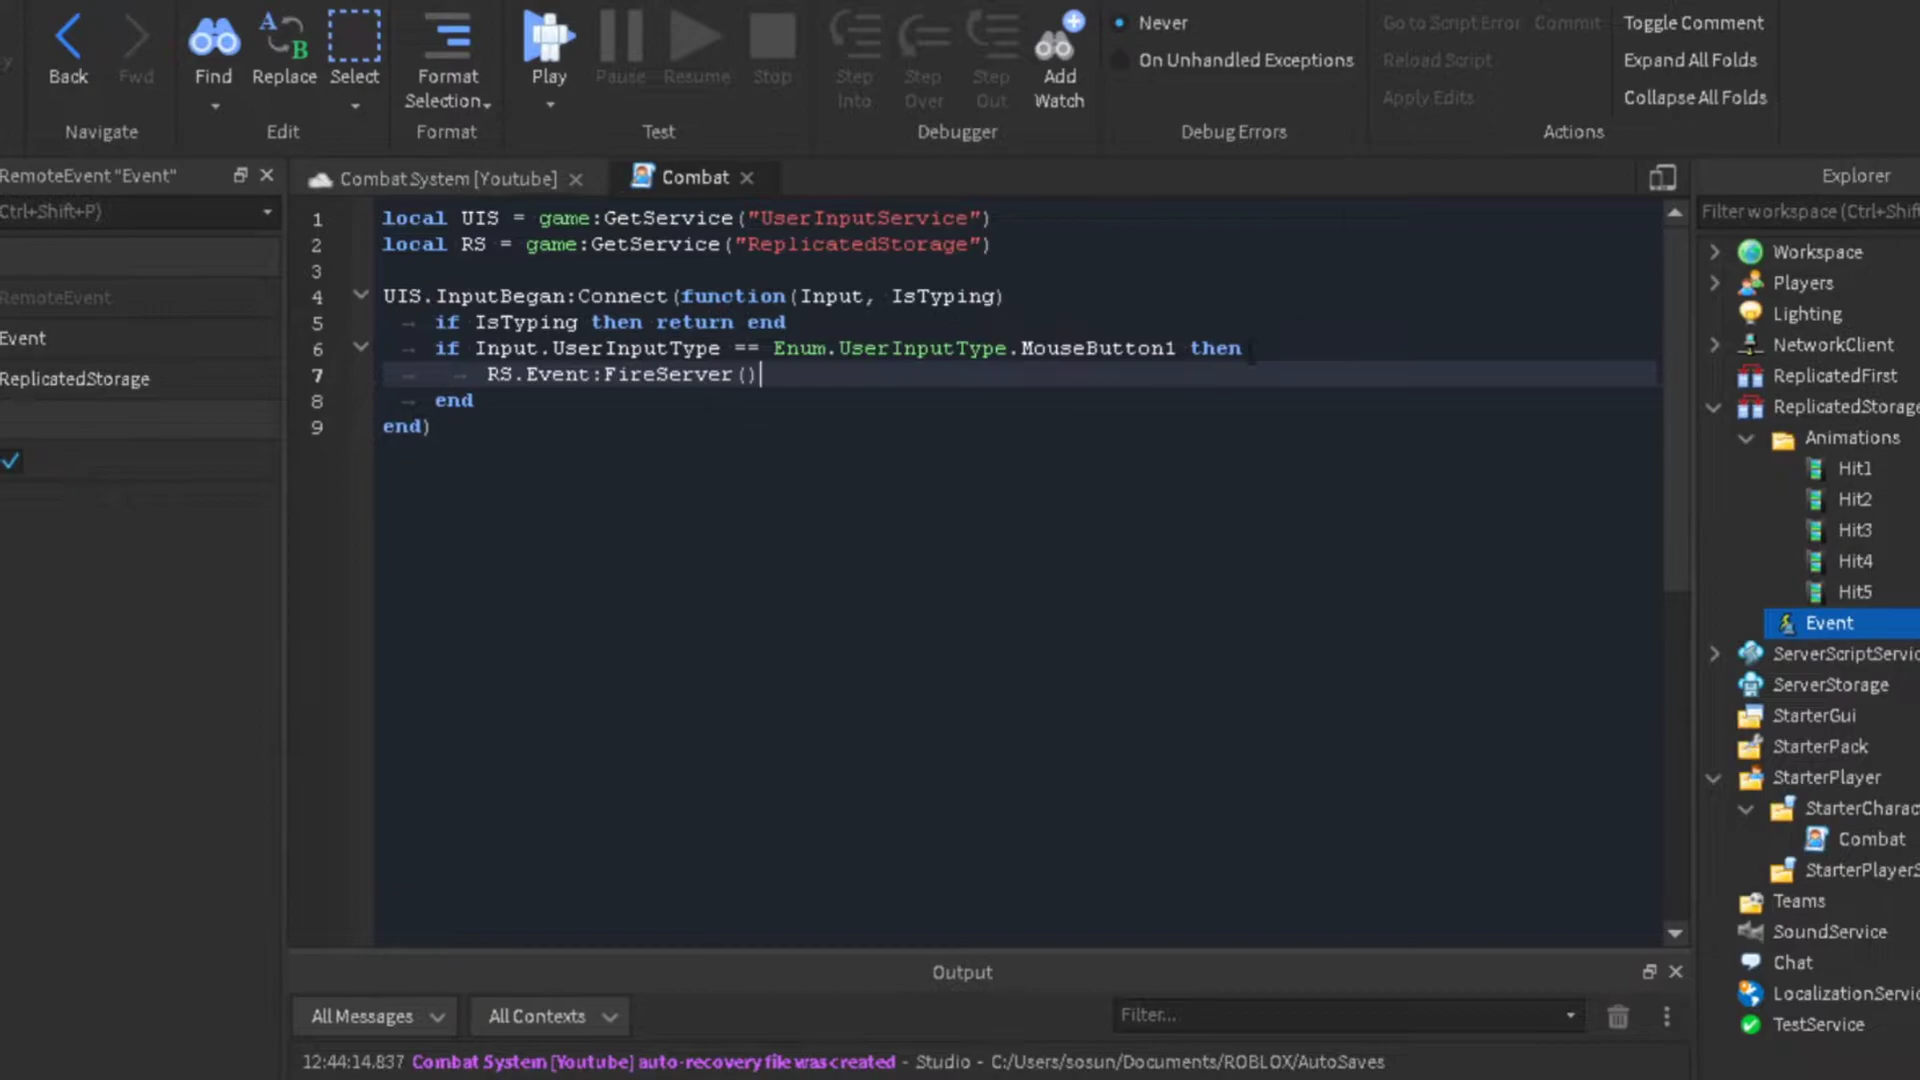 Back
Fwd
Navigate
Find
Replace
Select
Edit
Format
Selection
Format
Play
Pause
Resume
Stop
Test
Step
Into
Step
Over
Step
Out
Add
Watch
Debugger
Never
On Unhandled Exceptions
Debug Errors
Go to Script Error
Commit
Reload Script
Apply Edits
Toggle Comment
Expand All Folds
Collapse All Folds
Actions
RemoteEvent "Event"
Ctrl+Shift+P)
RemoteEvent
Event
ReplicatedStorage
Combat System [Youtube]
Combat
1 local UIS = game:GetService("UserInputService")
2 local RS = game:GetService("ReplicatedStorage")
3
4 UIS.InputBegan:Connect(function(Input, IsTyping)
5 if IsTyping then return end
6 if Input.UserInputType == Enum.UserInputType.MouseButton1 then
7 RS.Event:FireServer()
8 end
9 end)
Explorer
Filter workspace (Ctrl+Shift
Workspace
Players
Lighting
NetworkClient
ReplicatedFirst
ReplicatedStorage
Animations
Hit1
Hit2
Hit3
Hit4
Hit5
Event
ServerScriptServic
ServerStorage
StarterGui
StarterPack
StarterPlayer
StarterCharac
Combat
StarterPlayerS
Teams
SoundService
Chat
LocalizationServic
TestService
Output
All Messages
All Contexts
Filter...
12:44:14.837 Combat System [Youtube] auto-recovery file was created - Studio - C:/Users/sosun/Documents/ROBLOX/AutoSaves